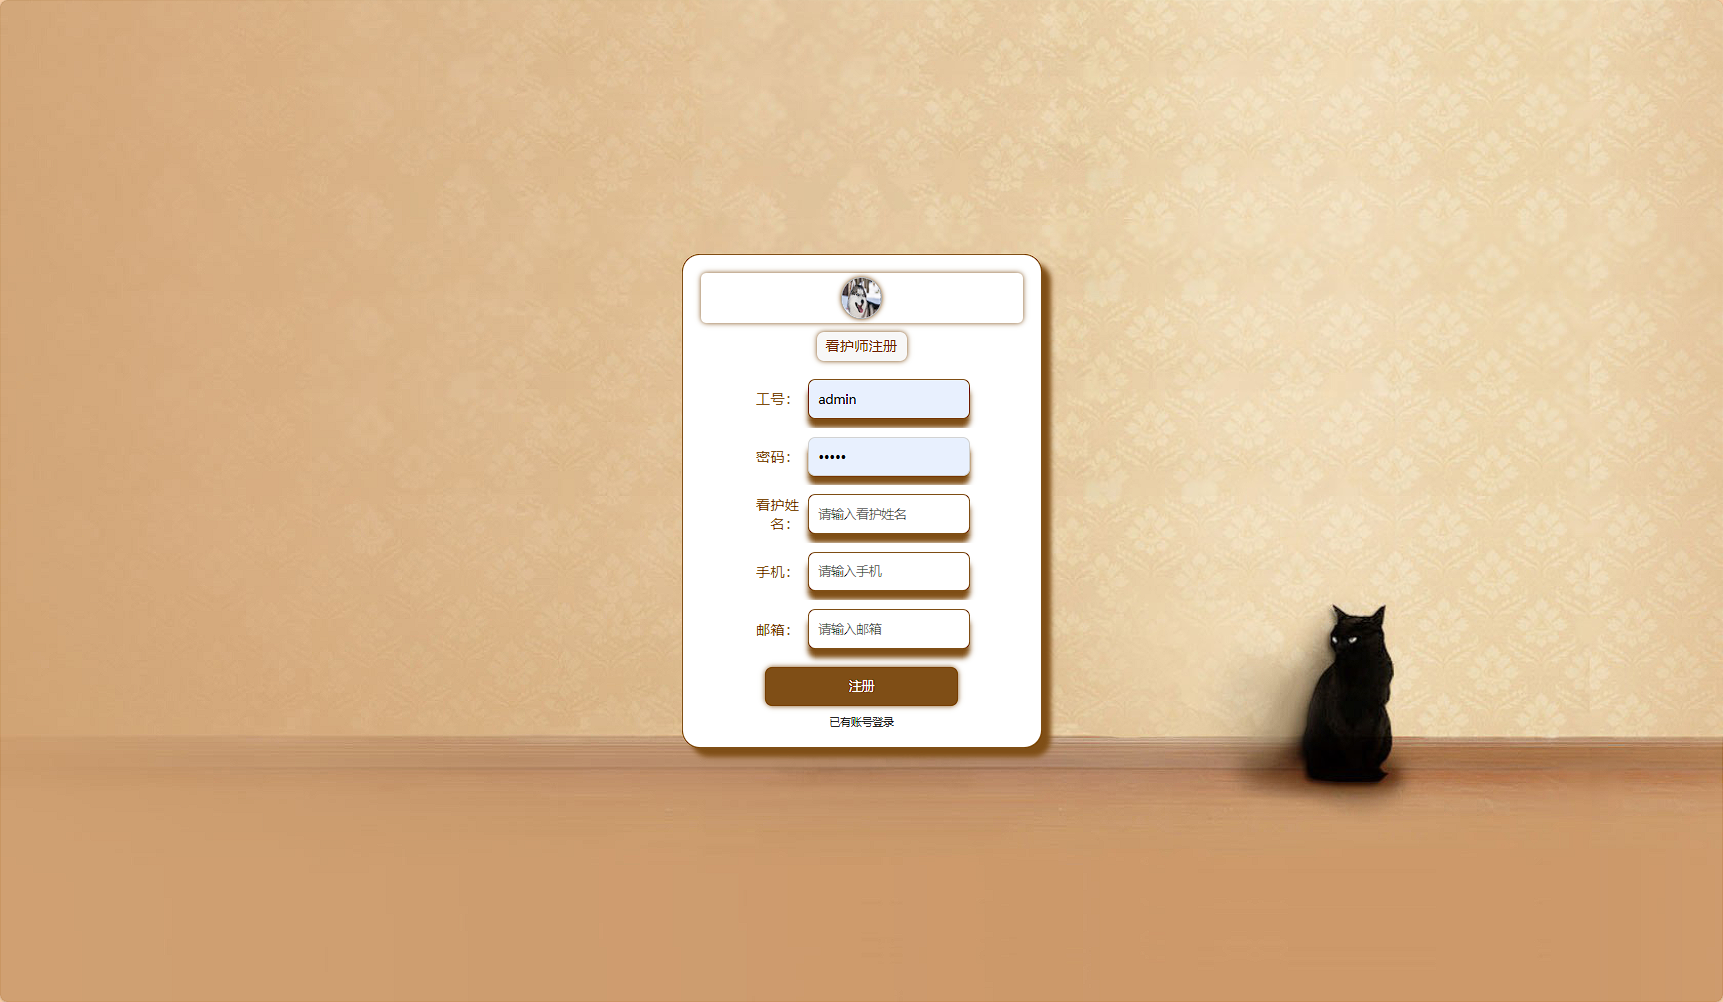 看护师注册
工号：
admin
密码：
•••••
看护姓
名：
请输入看护姓名
手机：
请输入手机
邮箱：
请输入邮箱
注册
已有账号登录